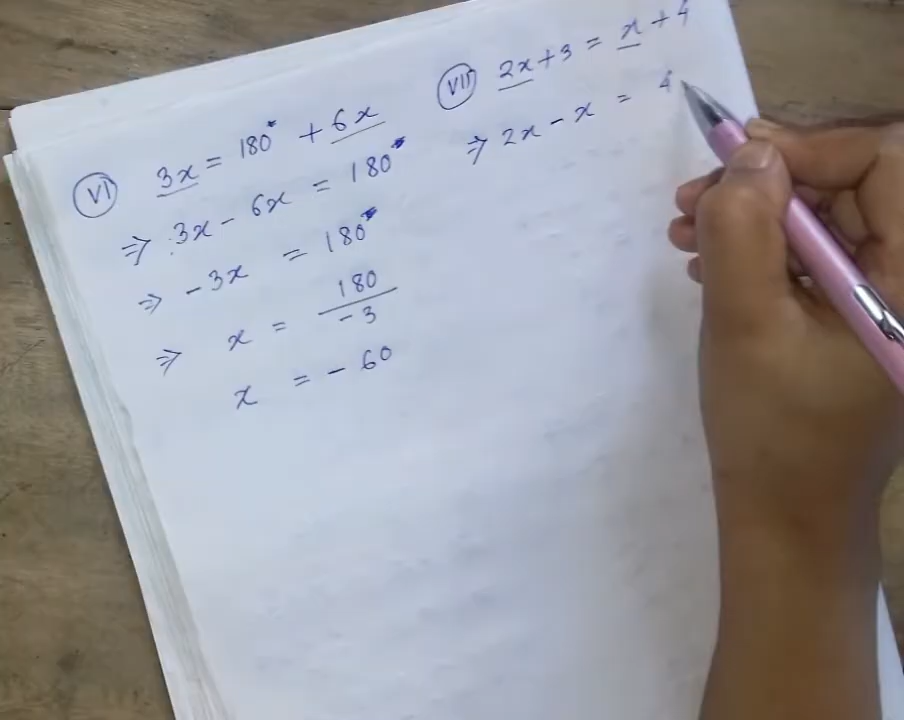 VI 3x = 180° + 6x
⇒ 3x - 6x = 180°
⇒ -3x = 180°
⇒ x = 180/-3
x = - 60
VII 2x + 3 = x + 4
⇒ 2x - x = 4